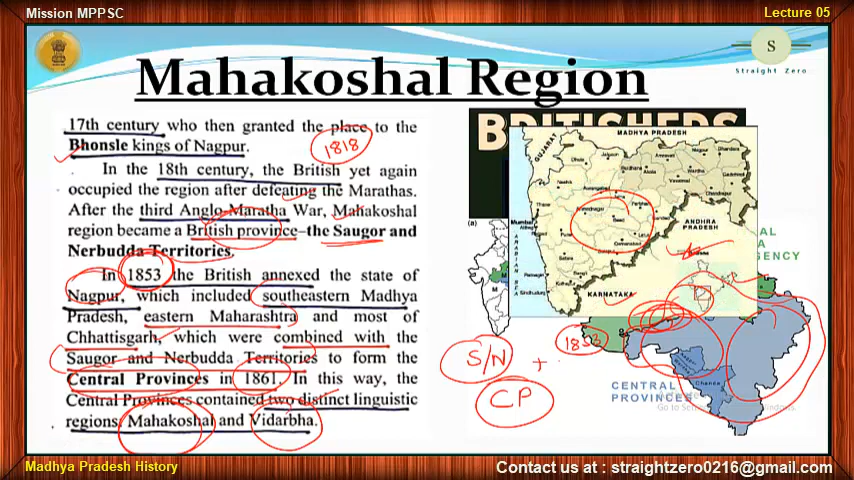 Mission MPPSC
Lecture 05
S
Straight Zero
Mahakoshal Region
17th century who then granted the place to the
Bhonsle kings of Nagpur.
1818
In the 18th century, the British yet again
occupied the region after defeating the Marathas.
After the third Anglo-Maratha War, Mahakoshal
region became a British province–the Saugor and
Nerbudda Territories.
In 1853 the British annexed the state of
Nagpur, which included southeastern Madhya
Pradesh, eastern Maharashtra and most of
Chhattisgarh, which were combined with the
Saugor and Nerbudda Territories to form the
Central Provinces in 1861. In this way, the
Central Provinces contained two distinct linguistic
regions, Mahakoshal and Vidarbha.
BRITISHERS
MADHYA PRADESH
GUJARAT
Mumbai
ARABIAN SEA
ANDHRA
PRADESH
KARNATAKA
(a)
1853
S/N
+
CP
CENTRAL
PROVINCES
Chanda
Madhya Pradesh History
Contact us at : straightzero0216@gmail.com